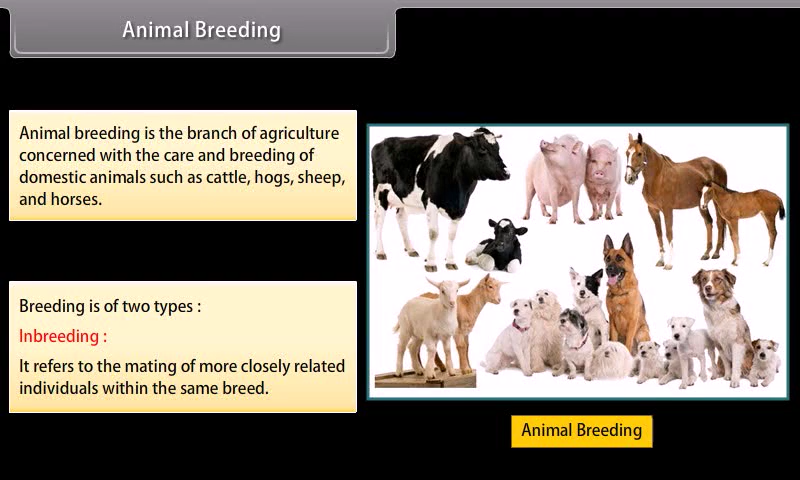 Animal Breeding
Animal breeding is the branch of agriculture
concerned with the care and breeding of
domestic animals such as cattle, hogs, sheep,
and horses.
Breeding is of two types :
Inbreeding :
It refers to the mating of more closely related
individuals within the same breed.
Animal Breeding